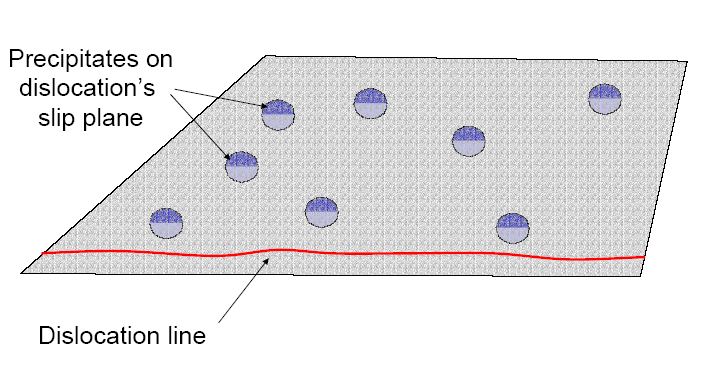 Precipitates on
dislocation’s
slip plane
Dislocation line